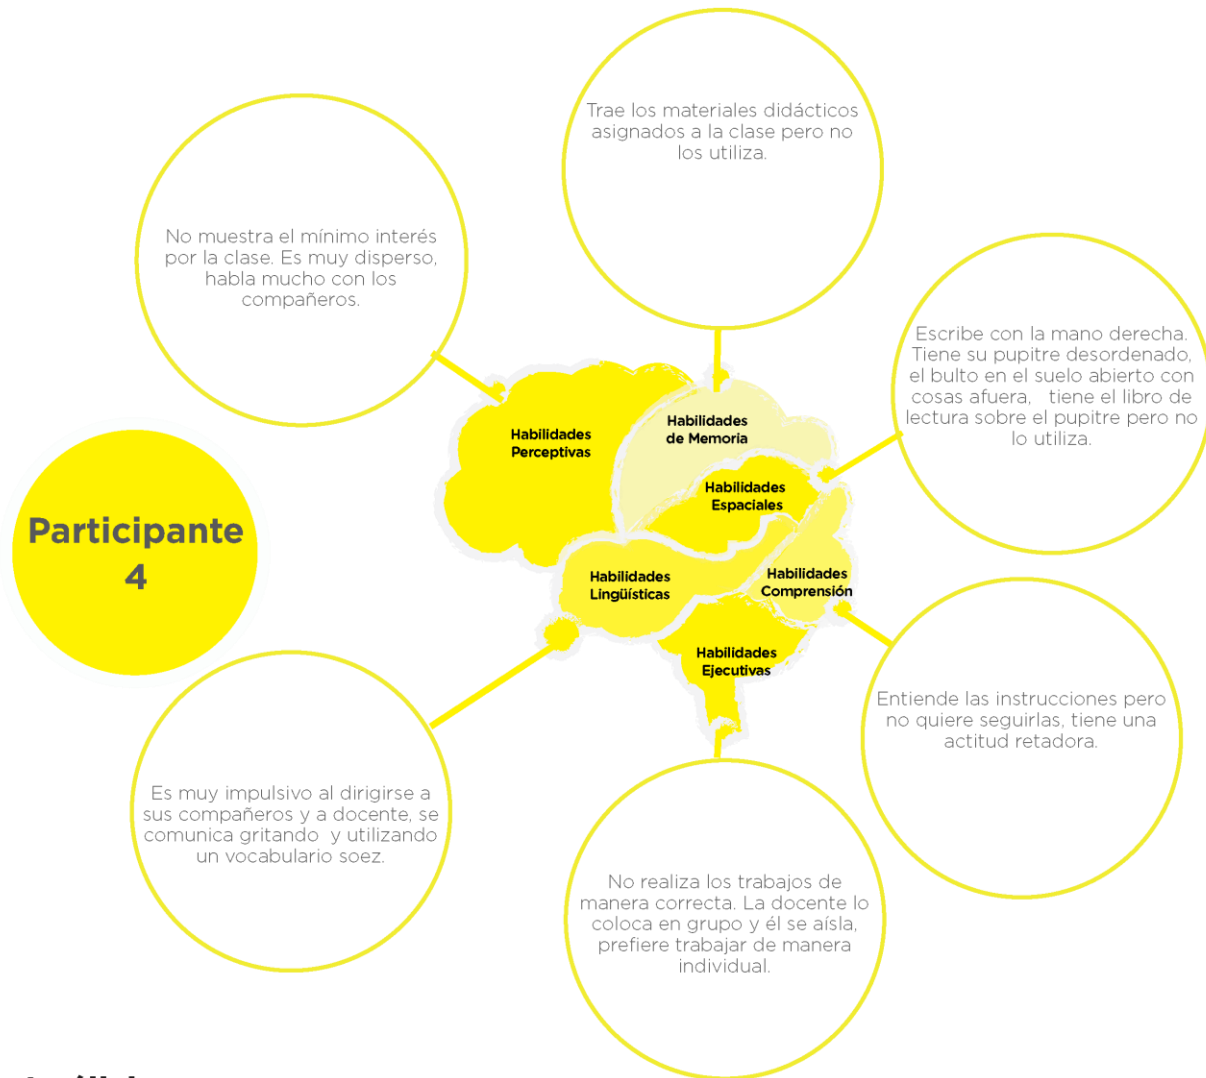 Trae los materiales didácticos
asignados a la clase pero no
los utiliza.
No muestra el mínimo interés
por la clase. Es muy disperso,
habla mucho con los
compañeros.
Escribe con la mano derecha.
Tiene su pupitre desordenado,
el bulto en el suelo abierto con
cosas afuera, tiene el libro de
lectura sobre el pupitre pero no
lo utiliza.
Habilidades
Perceptivas
Habilidades
de Memoria
Habilidades
Espaciales
Participante
4
Habilidades
Lingüísticas
Habilidades
Comprensión
Habilidades
Ejecutivas
Entiende las instrucciones pero
no quiere seguirlas, tiene una
actitud retadora.
Es muy impulsivo al dirigirse a
sus compañeros y a docente, se
comunica gritando y utilizando
un vocabulario soez.
No realiza los trabajos de
manera correcta. La docente lo
coloca en grupo y él se aísla,
prefiere trabajar de manera
individual.